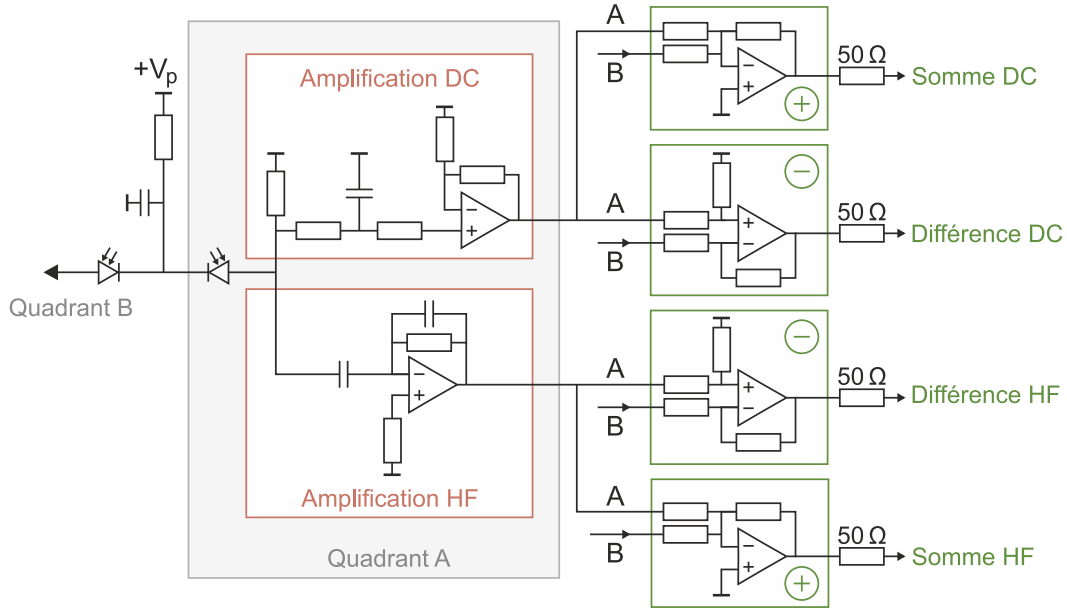 +Vp
Quadrant B
Amplification DC
Amplification HF
Quadrant A
A
B
50 Ω
Somme DC
A
B
50 Ω
Différence DC
A
B
50 Ω
Différence HF
A
B
50 Ω
Somme HF